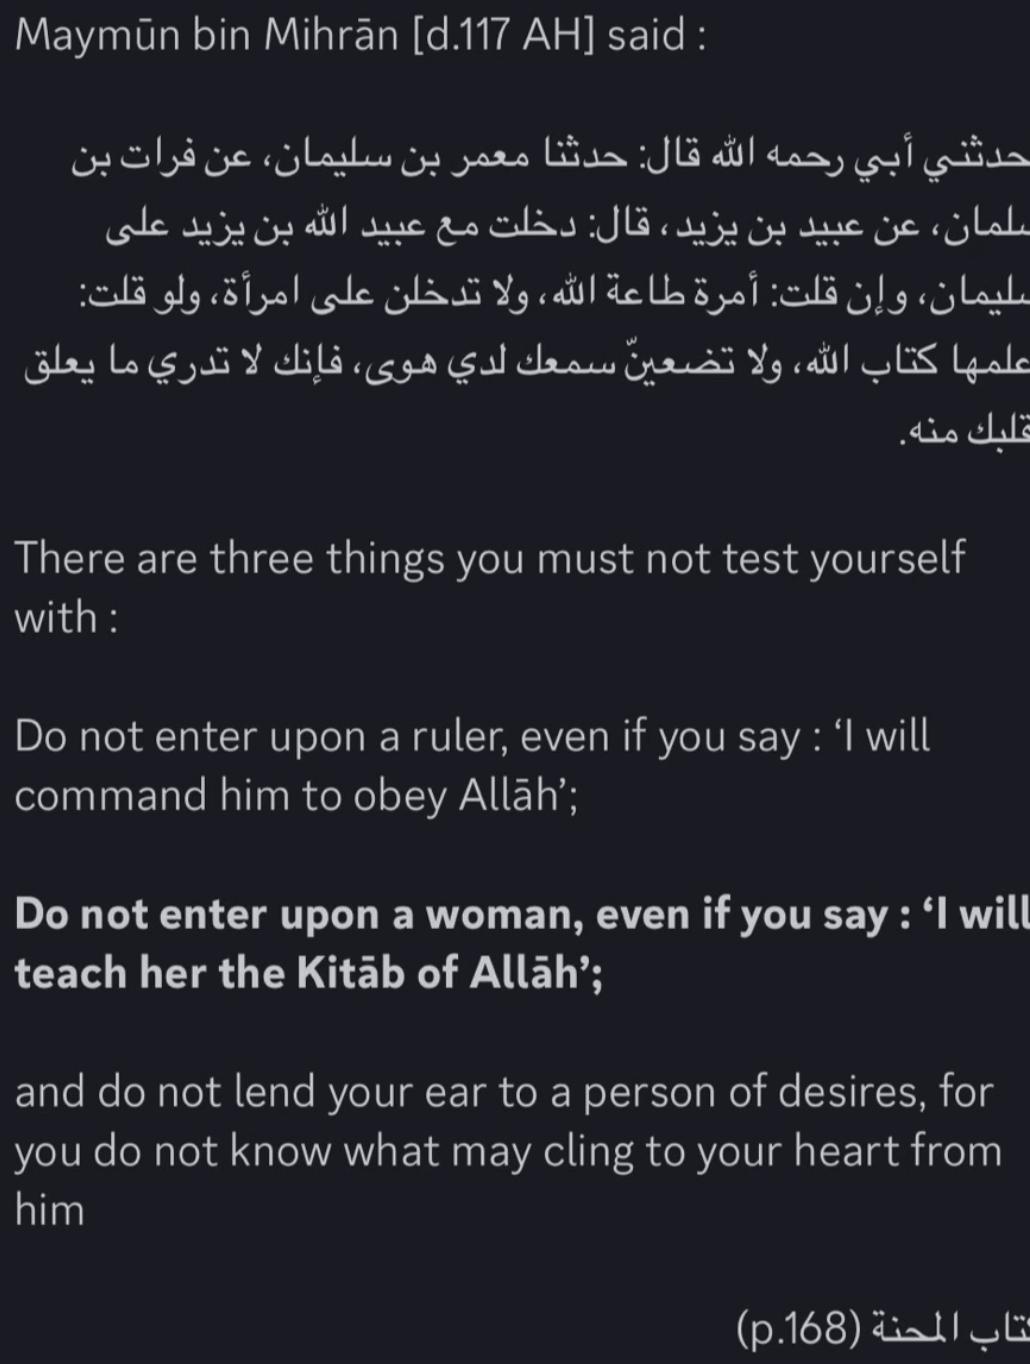 Maymūn bin Mihrān [d.117 AH] said :
حدثني أبي رحمه الله قال: حدثنا معمر بن سليمان، عن فرات بن
سلمان، عن عبيد بن يزيد، قال: دخلت مع عبيد الله بن يزيد على
سليمان، وإن قلت: أمرة طاعة الله، ولا تدخلن على امرأة، ولو قلت:
علمها كتاب الله، ولا تضعينّ سمعك لدي هوى، فإنك لا تدري ما يعلق
قلبك منه.
There are three things you must not test yourself
with :
Do not enter upon a ruler, even if you say : ‘I will
command him to obey Allāh’;
Do not enter upon a woman, even if you say : ‘I will
teach her the Kitāb of Allāh’;
and do not lend your ear to a person of desires, for
you do not know what may cling to your heart from
him
كتاب المحنة (p.168)